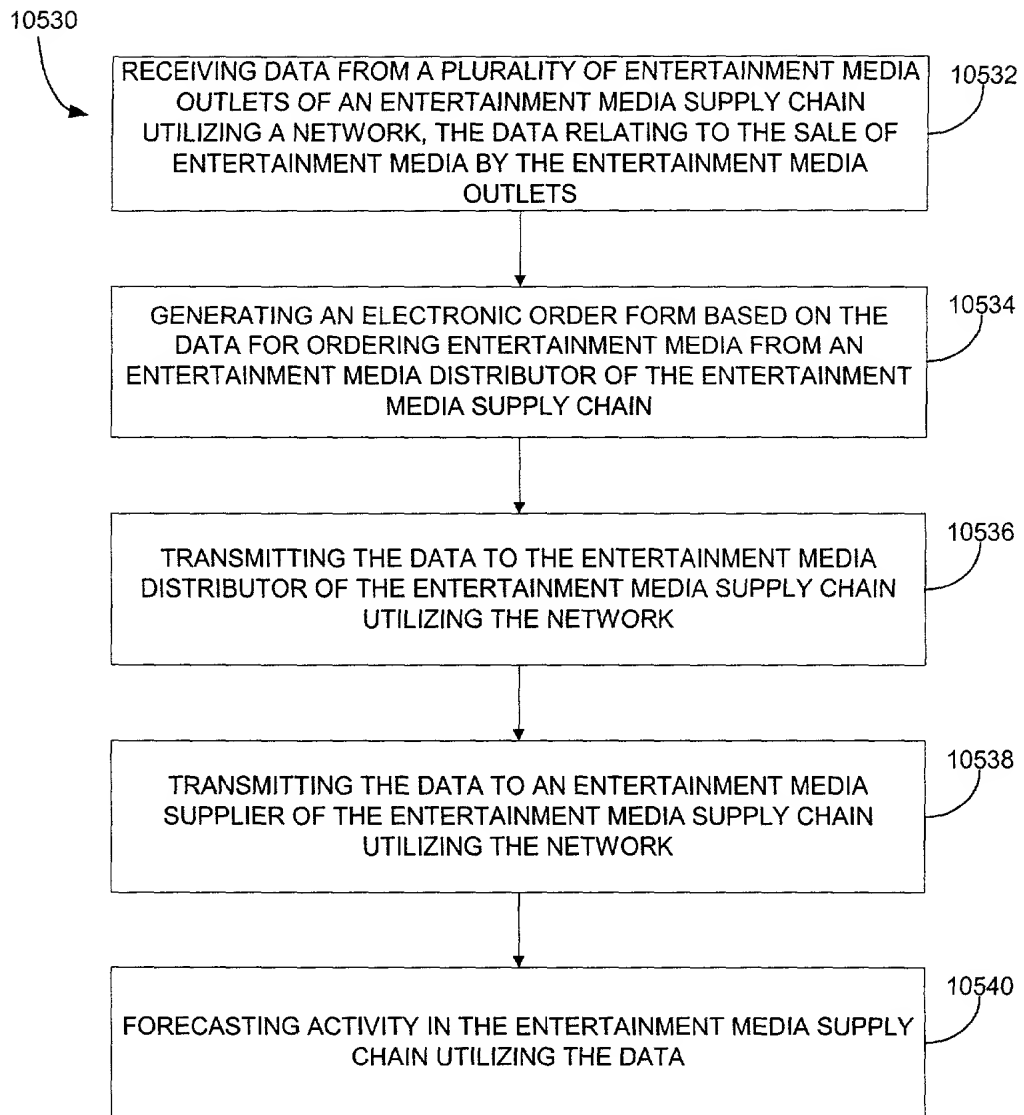 10530
RECEIVING DATA FROM A PLURALITY OF ENTERTAINMENT MEDIA
OUTLETS OF AN ENTERTAINMENT MEDIA SUPPLY CHAIN
UTILIZING A NETWORK, THE DATA RELATING TO THE SALE OF
ENTERTAINMENT MEDIA BY THE ENTERTAINMENT MEDIA
OUTLETS
10532
GENERATING AN ELECTRONIC ORDER FORM BASED ON THE
DATA FOR ORDERING ENTERTAINMENT MEDIA FROM AN
ENTERTAINMENT MEDIA DISTRIBUTOR OF THE ENTERTAINMENT
MEDIA SUPPLY CHAIN
10534
TRANSMITTING THE DATA TO THE ENTERTAINMENT MEDIA
DISTRIBUTOR OF THE ENTERTAINMENT MEDIA SUPPLY CHAIN
UTILIZING THE NETWORK
10536
TRANSMITTING THE DATA TO AN ENTERTAINMENT MEDIA
SUPPLIER OF THE ENTERTAINMENT MEDIA SUPPLY CHAIN
UTILIZING THE NETWORK
10538
FORECASTING ACTIVITY IN THE ENTERTAINMENT MEDIA SUPPLY
CHAIN UTILIZING THE DATA
10540